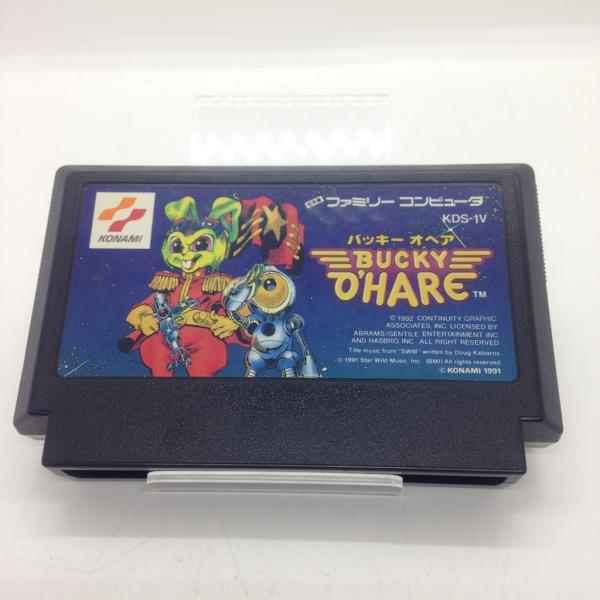 KONAMI
ファミリー コンピュータ
KDS-1V
バッキー オヘア
BUCKY
O'HARE TM
© 1992 CONTINUITY GRAPHIC
ASSOCIATES, INC. LICENSED BY
ABRAMS/GENTILE ENTERTAINMENT INC.
AND HASBRO, INC. ALL RIGHT RESERVED
Title music from "SWM" written by Doug Katsaros
© 1991 Star Wild Music, Inc. (BMI) All rights reserved.
© KONAMI 1991